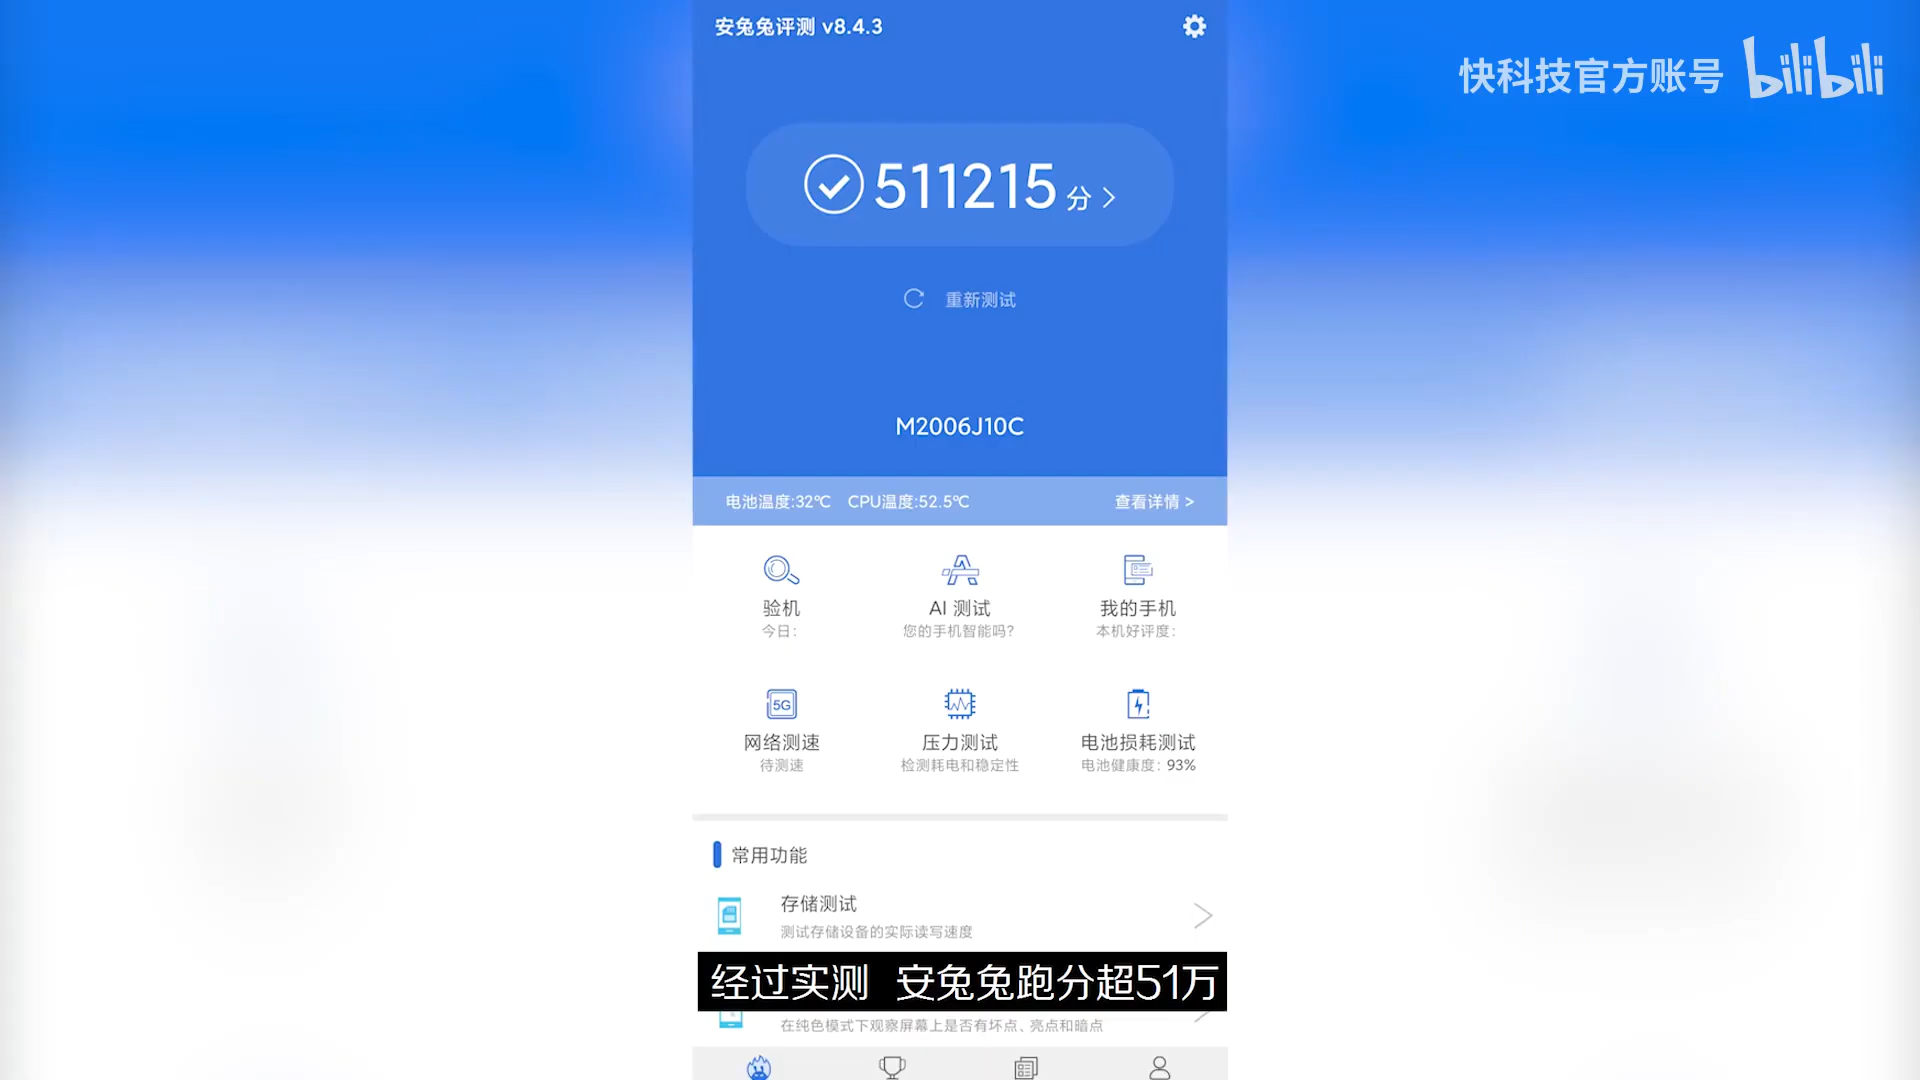 安兔兔评测 v8.4.3
快科技官方账号 bilibili
511215 分 >
重新测试
M2006J10C
电池温度:32℃ CPU温度:52.5℃ 查看详情 >
验机 AI 测试 我的手机
今日: 您的手机智能吗? 本机好评度:
5G
网络测速 压力测试 电池损耗测试
待测速 检测耗电和稳定性 电池健康度: 93%
常用功能
存储测试
测试存储设备的实际读写速度
经过实测 安兔兔跑分超51万
在纯色模式下观察屏幕上是否有坏点、亮点和暗点